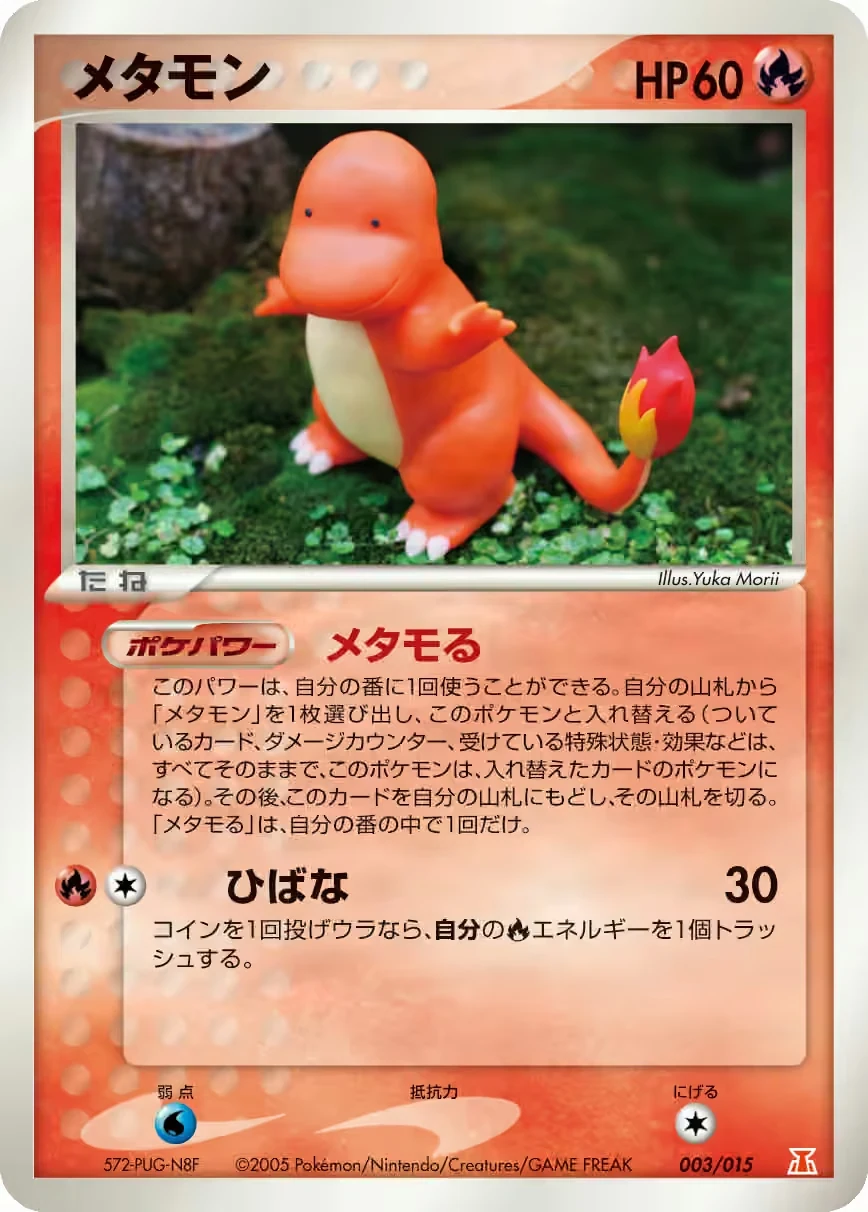 メタモン
HP60
たね
Illus.Yuka Morii
ポケパワー
メタモる
このパワーは、自分の番に1回使うことができる。自分の山札から
「メタモン」を1枚選び出し、このポケモンと入れ替える(ついて
いるカード、ダメージカウンター、受けている特殊状態・効果などは、
すべてそのままで、このポケモンは、入れ替えたカードのポケモンに
なる)。その後、このカードを自分の山札にもどし、その山札を切る。
「メタモる」は、自分の番の中で1回だけ。
ひばな 30
コインを1回投げウラなら、自分のエネルギーを1個トラッ
シュする。
弱点 抵抗力 にげる
572-PUG-N8F ©2005 Pokémon/Nintendo/Creatures/GAME FREAK 003/015